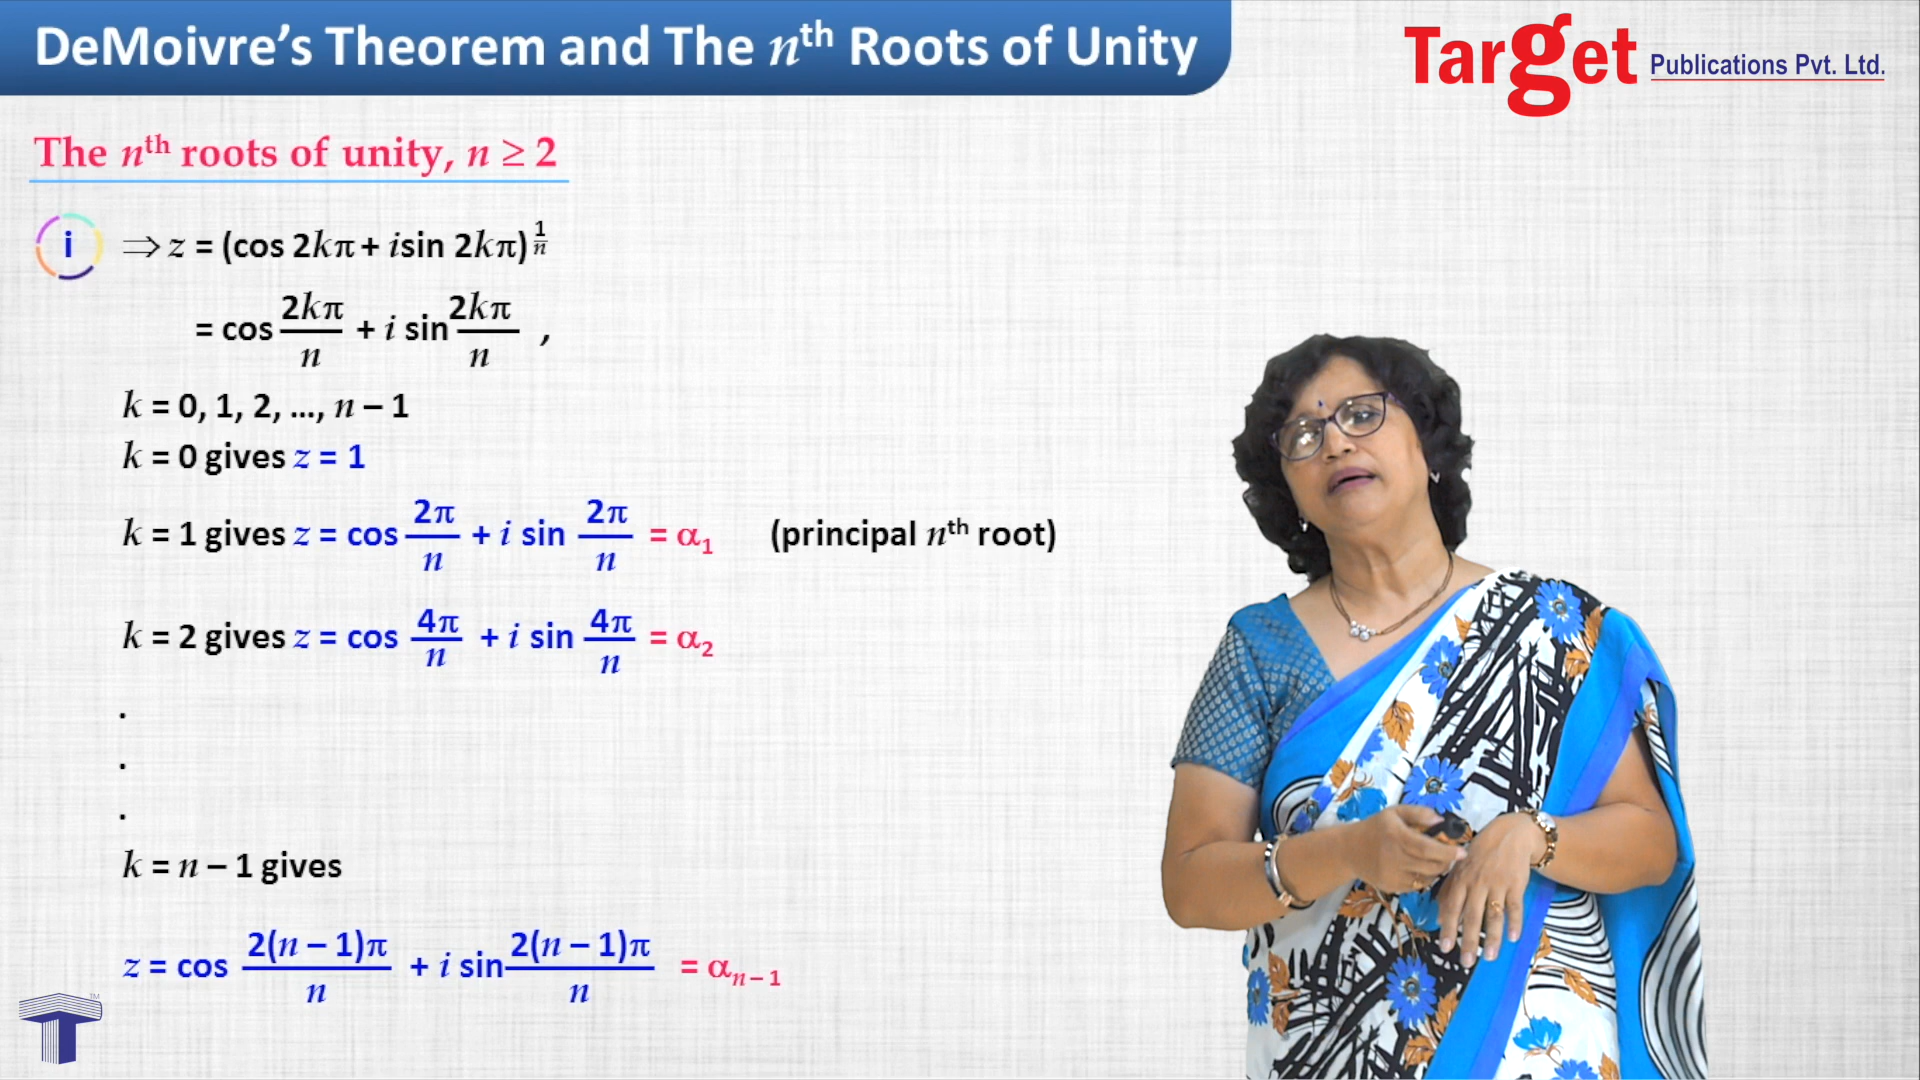 DeMoivre’s Theorem and The nᵗʰ Roots of Unity
Target Publications Pvt. Ltd.
The nᵗʰ roots of unity, n ≥ 2
i ⇒ z = (cos 2kπ + isin 2kπ)^(1/n)
= cos 2kπ/n + i sin 2kπ/n ,
k = 0, 1, 2, ..., n – 1
k = 0 gives z = 1
k = 1 gives z = cos 2π/n + i sin 2π/n = α₁ (principal nᵗʰ root)
k = 2 gives z = cos 4π/n + i sin 4π/n = α₂
.
.
.
k = n – 1 gives
z = cos 2(n – 1)π/n + i sin 2(n – 1)π/n = αₙ₋₁
T ™